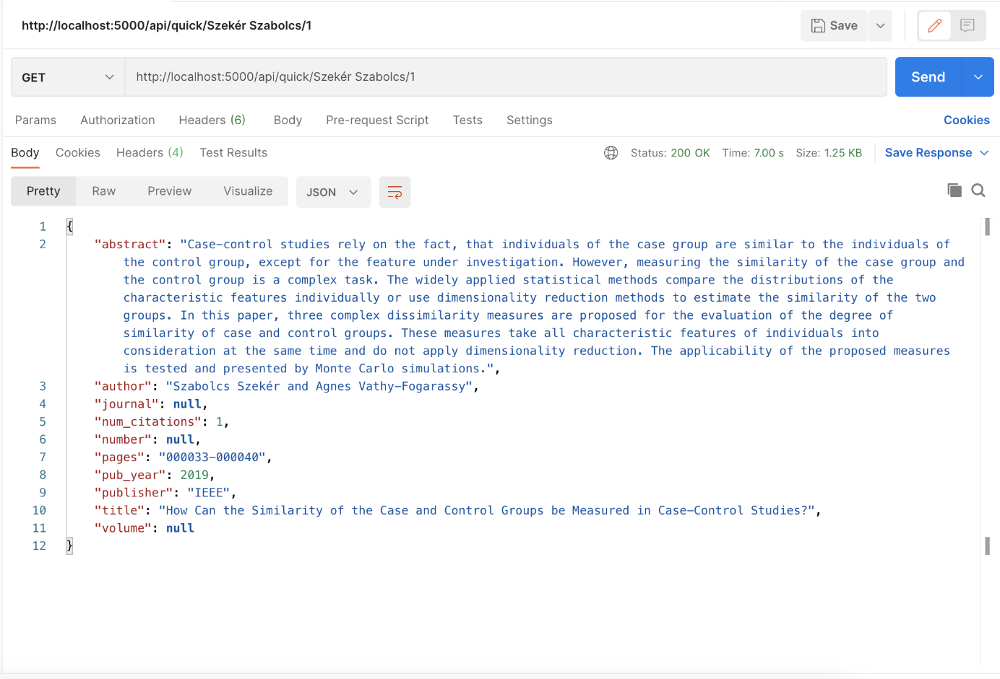 http://localhost:5000/api/quick/Szekér Szabolcs/1
Save
GET
http://localhost:5000/api/quick/Szekér Szabolcs/1
Send
Params Authorization Headers (6) Body Pre-request Script Tests Settings Cookies
Body Cookies Headers (4) Test Results Status: 200 OK Time: 7.00 s Size: 1.25 KB Save Response
Pretty Raw Preview Visualize JSON
1 {
2 "abstract": "Case-control studies rely on the fact, that individuals of the case group are similar to the individuals of
the control group, except for the feature under investigation. However, measuring the similarity of the case group and
the control group is a complex task. The widely applied statistical methods compare the distributions of the
characteristic features individually or use dimensionality reduction methods to estimate the similarity of the two
groups. In this paper, three complex dissimilarity measures are proposed for the evaluation of the degree of
similarity of case and control groups. These measures take all characteristic features of individuals into
consideration at the same time and do not apply dimensionality reduction. The applicability of the proposed measures
is tested and presented by Monte Carlo simulations.",
3 "author": "Szabolcs Szekér and Agnes Vathy-Fogarassy",
4 "journal": null,
5 "num_citations": 1,
6 "number": null,
7 "pages": "000033-000040",
8 "pub_year": 2019,
9 "publisher": "IEEE",
10 "title": "How Can the Similarity of the Case and Control Groups be Measured in Case-Control Studies?",
11 "volume": null
12 }